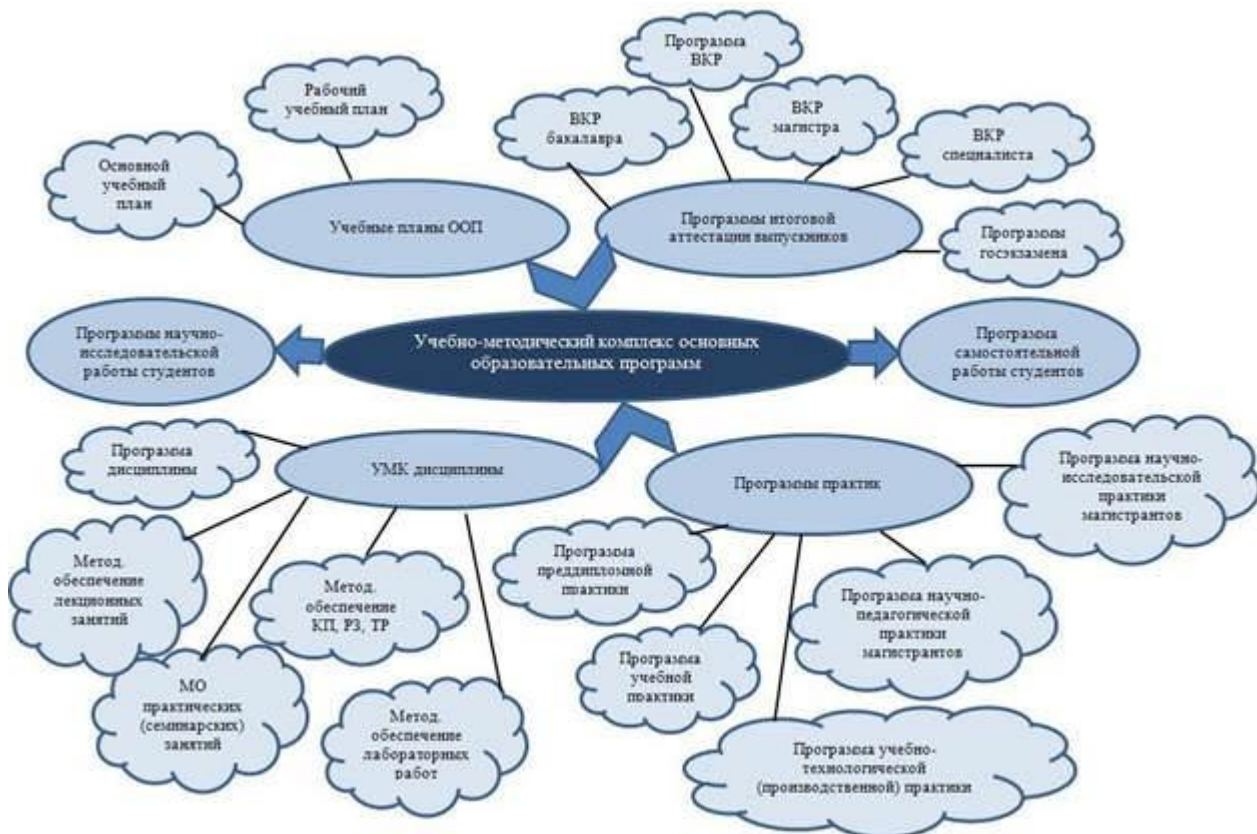 Программа
ВКР
Рабочий
учебный план
ВКР
бакалавра
ВКР
магистра
ВКР
специалиста
Основной
учебный
план
Учебные планы ООП
Программы итоговой
аттестации выпускников
Программы
госэкзамена
Программы научно-
исследовательской
работы студентов
Учебно-методический комплекс основных
образовательных программ
Программа
самостоятельной
работы студентов
Программа
дисциплины
УМК дисциплины
Программы практик
Программа научно-
исследовательской
практики
магистрантов
Метод.
обеспечение
лекционных
занятий
Метод.
обеспечение
КП, РЗ, ТР
Программа
преддипломной
практики
Программа научно-
педагогической
практики
магистрантов
МО
практических
(семинарских)
занятий
Метод.
обеспечение
лабораторных
работ
Программа
учебной
практики
Программа учебно-
технологической
(производственной) практики